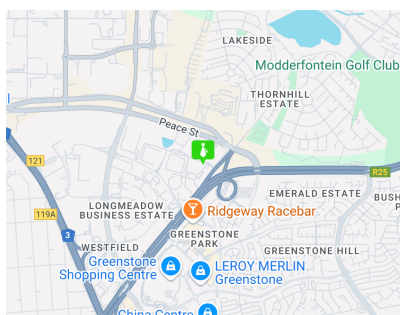 LAKESIDE
Modderfontein Golf Club
THORNHILL
ESTATE
Peace St
121
R25
EMERALD ESTATE
119A
LONGMEADOW
BUSINESS ESTATE
Ridgeway Racebar
3
WESTFIELD
GREENSTONE
PARK
Greenstone
Shopping Centre
GREENSTONE HILL
LEROY MERLIN
Greenstone
China Centre